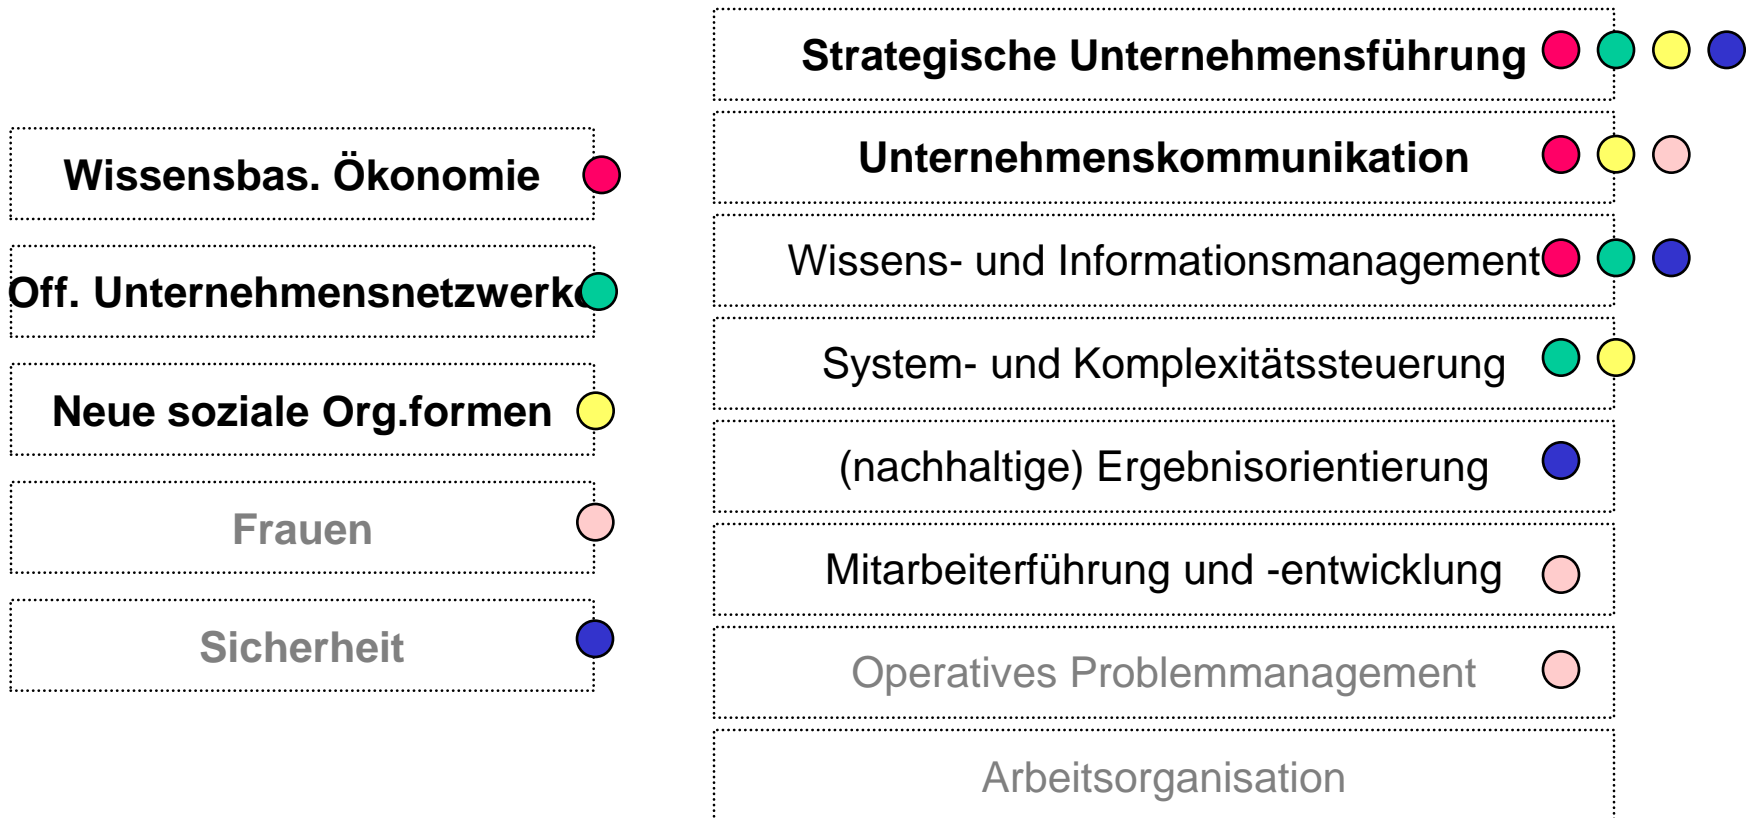 Wissensbas. Ökonomie
Off. Unternehmensnetzwerke
Neue soziale Org.formen
Frauen
Sicherheit
Strategische Unternehmensführung
Unternehmenskommunikation
Wissens- und Informationsmanagement
System- und Komplexitätssteuerung
(nachhaltige) Ergebnisorientierung
Mitarbeiterführung und -entwicklung
Operatives Problemmanagement
Arbeitsorganisation